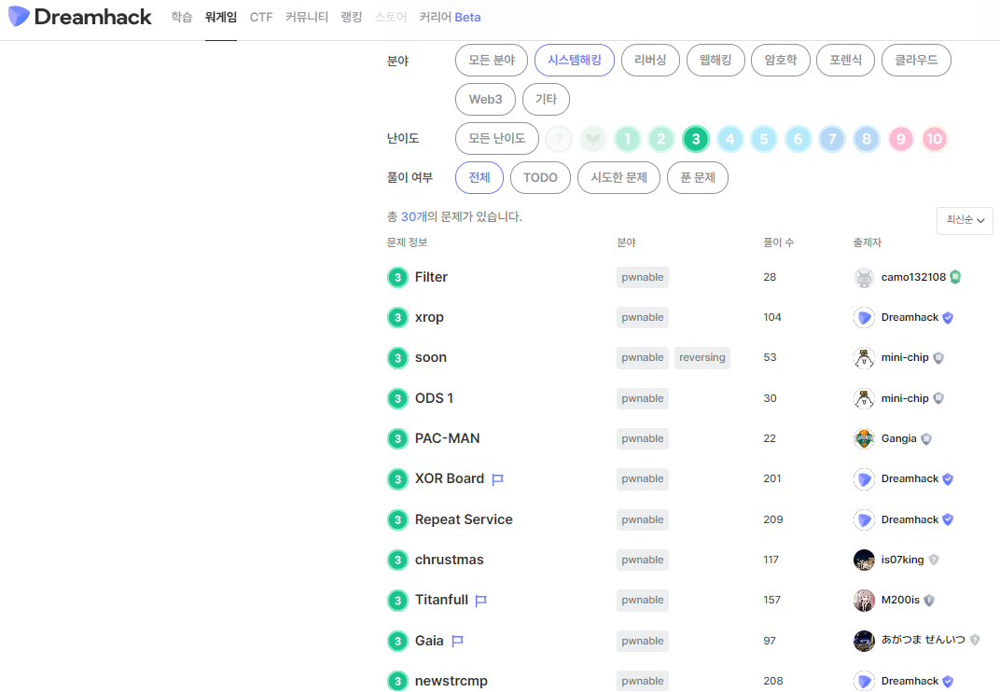 Dreamhack 학습 워게임 CTF 커뮤니티 랭킹 스토어 커리어 Beta
분야 모든 분야 시스템해킹 리버싱 웹해킹 암호학 포렌식 클라우드
Web3 기타
난이도 모든 난이도 ? 1 2 3 4 5 6 7 8 9 10
풀이 여부 전체 TODO 시도한 문제 푼 문제
총 30개의 문제가 있습니다. 최신순
문제 정보 분야 풀이 수 출제자
3 Filter pwnable 28 camo132108
3 xrop pwnable 104 Dreamhack
3 soon pwnable reversing 53 mini-chip
3 ODS 1 pwnable 30 mini-chip
3 PAC-MAN pwnable 22 Gangia
3 XOR Board pwnable 201 Dreamhack
3 Repeat Service pwnable 209 Dreamhack
3 chrustmas pwnable 117 is07king
3 Titanfull pwnable 157 M200is
3 Gaia pwnable 97 あがつま ぜんいつ
3 newstrcmp pwnable 208 Dreamhack